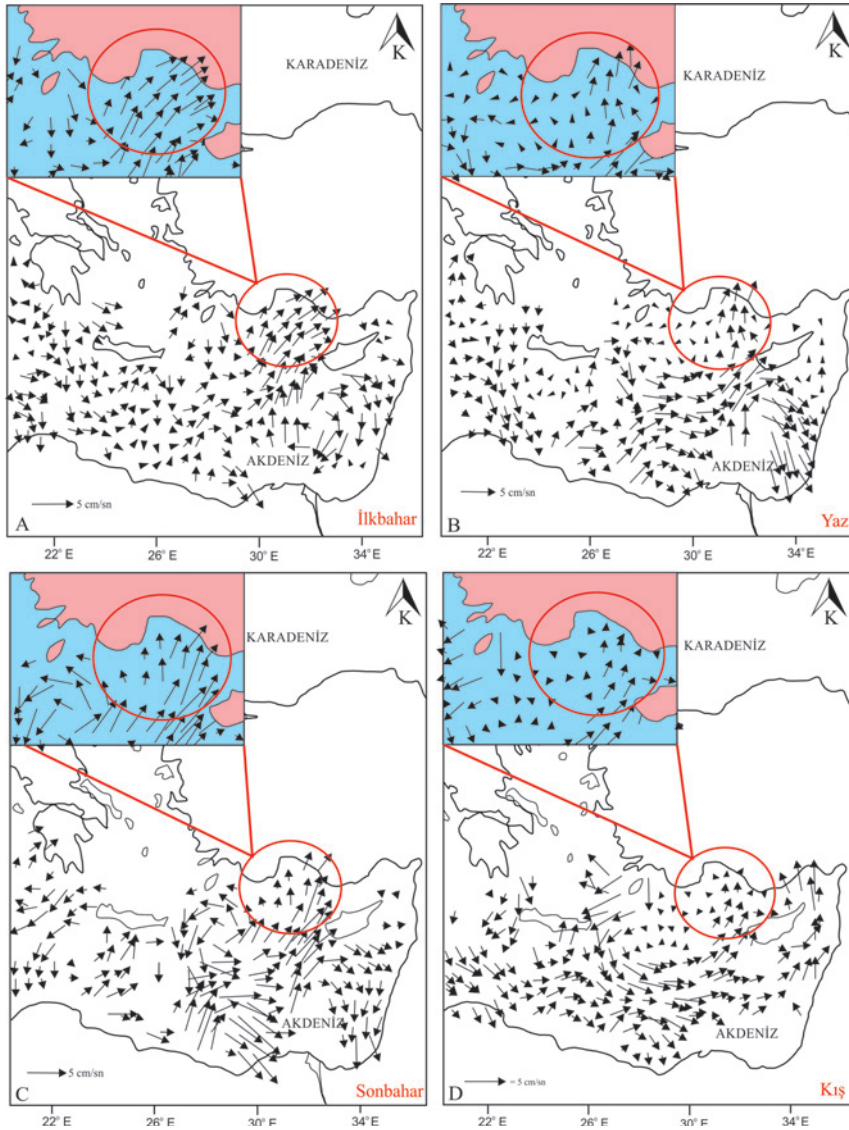 K
KARADENİZ
AKDENİZ
5 cm/sn
A
İlkbahar
22° E
26° E
30° E
34° E
K
KARADENİZ
AKDENİZ
5 cm/sn
B
Yaz
22° E
26° E
30° E
34° E
K
KARADENİZ
AKDENİZ
5 cm/sn
C
Sonbahar
22° E
26° E
30° E
34° E
K
KARADENİZ
AKDENİZ
= 5 cm/sn
D
Kış
22° E
26° E
30° E
34° E